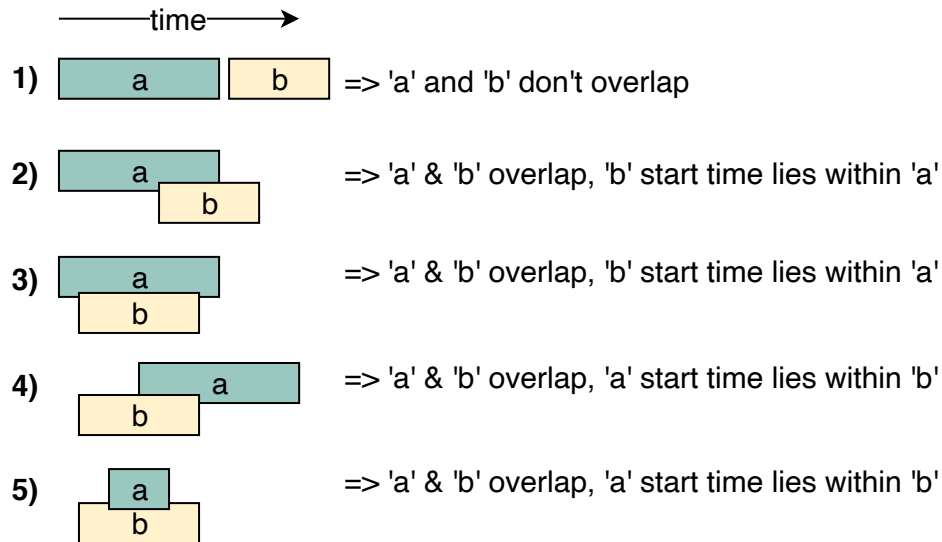 time
1) a b => 'a' and 'b' don't overlap
2) a => 'a' & 'b' overlap, 'b' start time lies within 'a'
b
3) a => 'a' & 'b' overlap, 'b' start time lies within 'a'
b
4) a => 'a' & 'b' overlap, 'a' start time lies within 'b'
b
5) a => 'a' & 'b' overlap, 'a' start time lies within 'b'
b